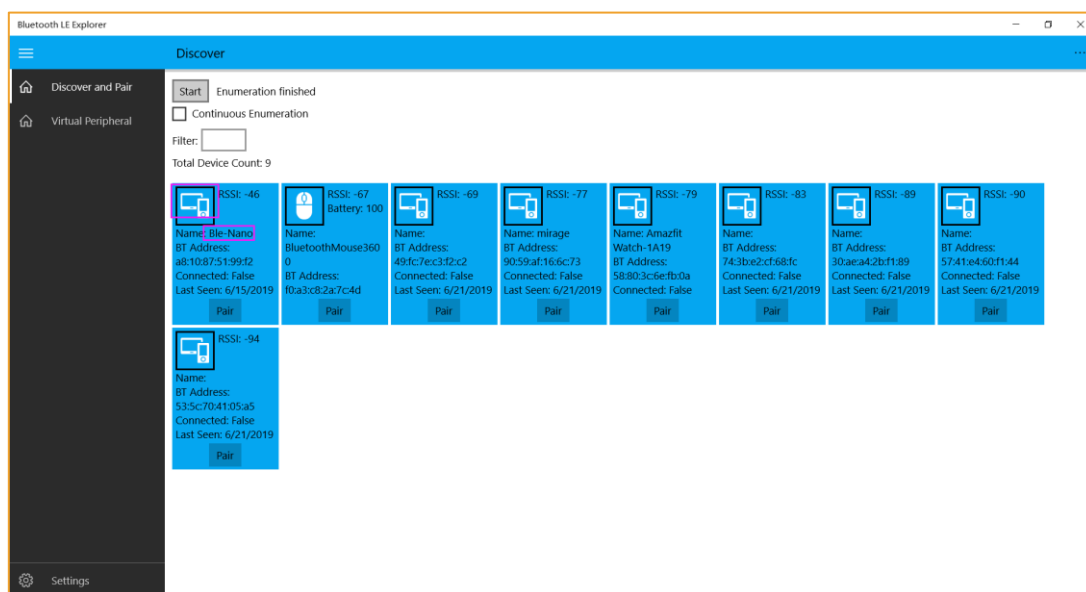 Bluetooth LE Explorer
Discover
Discover and Pair
Virtual Peripheral
Start Enumeration finished
Continuous Enumeration
Filter:
Total Device Count: 9
RSSI: -46
Name: Ble-Nano
BT Address:
a8:10:87:51:99:f2
Connected: False
Last Seen: 6/15/2019
Pair
RSSI: -67
Battery: 100
Name:
BluetoothMouse360
0
BT Address:
f0:a3:c8:2a:7c:4d
Pair
RSSI: -69
Name:
BT Address:
49:fc:7e:c3:f2:c2
Connected: False
Last Seen: 6/21/2019
Pair
RSSI: -77
Name: mirage
BT Address:
90:59:af:16:6c:73
Connected: False
Last Seen: 6/21/2019
Pair
RSSI: -79
Name: Amazfit
Watch-1A19
BT Address:
58:80:3c:6e:fb:0a
Connected: False
Pair
RSSI: -83
Name:
BT Address:
74:3b:e2:cf:68:fc
Connected: False
Last Seen: 6/21/2019
Pair
RSSI: -89
Name:
BT Address:
30:ae:a4:2b:f1:89
Connected: False
Last Seen: 6/21/2019
Pair
RSSI: -90
Name:
BT Address:
57:41:e4:60:f1:44
Connected: False
Last Seen: 6/21/2019
Pair
RSSI: -94
Name:
BT Address:
53:5c:70:41:05:a5
Connected: False
Last Seen: 6/21/2019
Pair
Settings